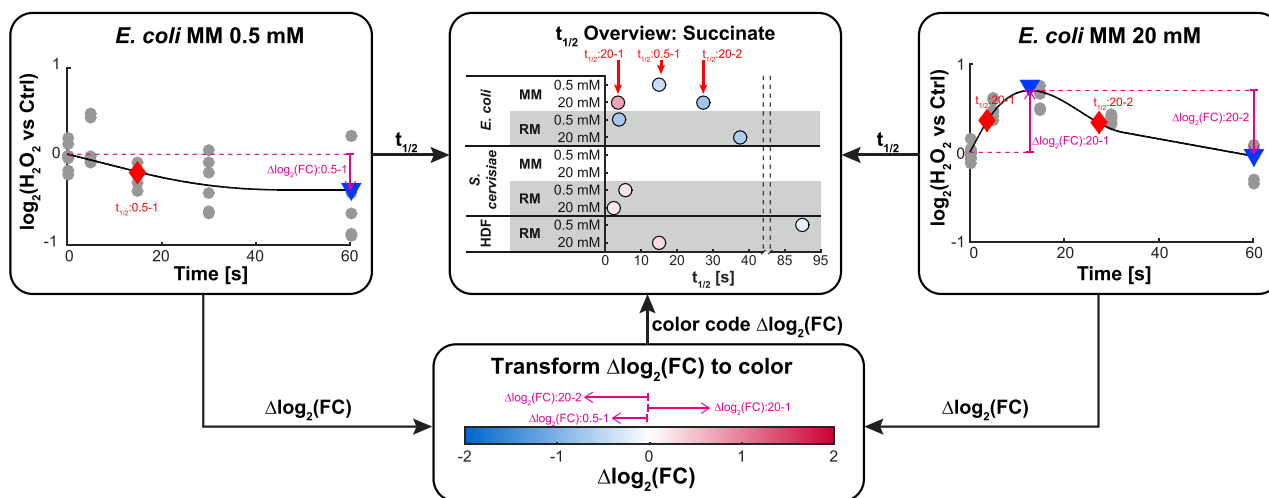 E. coli MM 0.5 mM
log2(H2O2 vs Ctrl)
1
0
-1
Δlog2(FC):0.5-1
t1/2:0.5-1
0 20 40 60
Time [s]
t1/2
t1/2 Overview: Succinate
t1/2:20-1 t1/2:0.5-1 t1/2:20-2
E. coli
MM
0.5 mM
20 mM
RM
0.5 mM
20 mM
S. cervisiae
MM
0.5 mM
20 mM
RM
0.5 mM
20 mM
HDF
RM
0.5 mM
20 mM
0 10 20 30 40 85 95
t1/2 [s]
t1/2
E. coli MM 20 mM
log2(H2O2 vs Ctrl)
1
0
-1
t1/2:20-1
t1/2:20-2
Δlog2(FC):20-1
Δlog2(FC):20-2
0 20 40 60
Time [s]
color code Δlog2(FC)
Δlog2(FC)
Δlog2(FC)
Transform Δlog2(FC) to color
Δlog2(FC):20-2
Δlog2(FC):20-1
Δlog2(FC):0.5-1
-2 -1 0 1 2
Δlog2(FC)